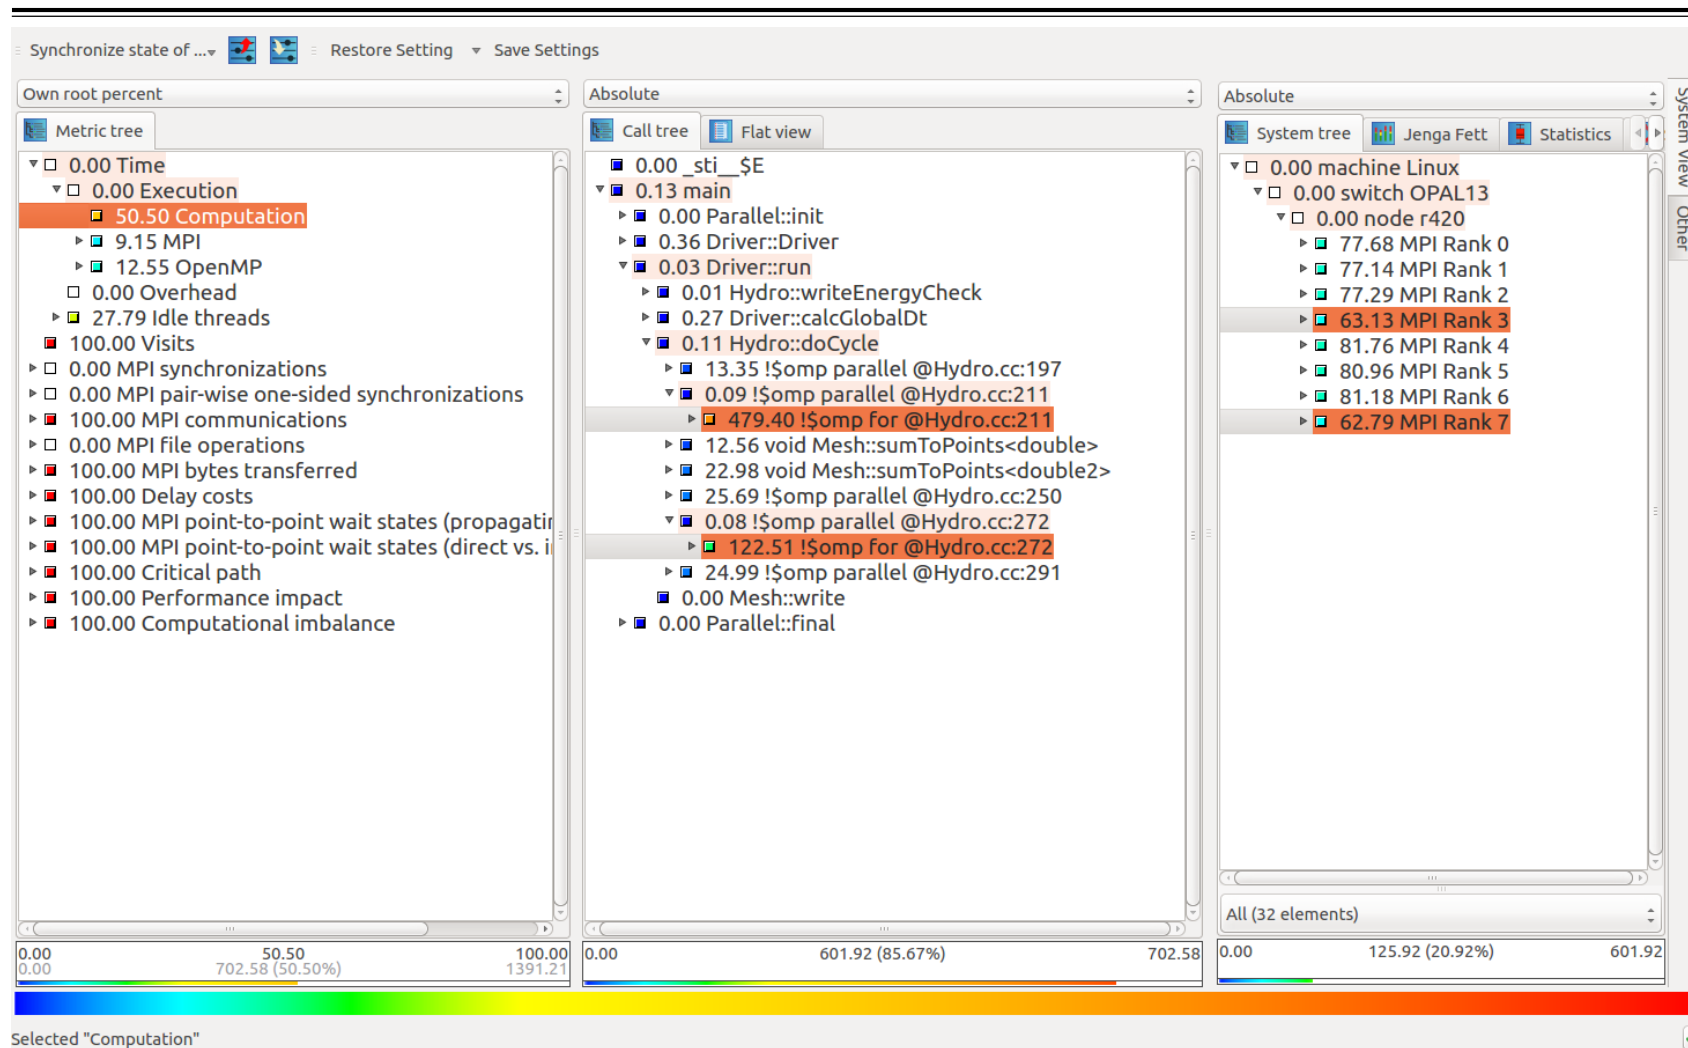 Synchronize state of ...
Restore Setting
Save Settings
Own root percent
Metric tree
0.00 Time
0.00 Execution
50.50 Computation
9.15 MPI
12.55 OpenMP
0.00 Overhead
27.79 Idle threads
100.00 Visits
0.00 MPI synchronizations
0.00 MPI pair-wise one-sided synchronizations
100.00 MPI communications
0.00 MPI file operations
100.00 MPI bytes transferred
100.00 Delay costs
100.00 MPI point-to-point wait states (propagatin
100.00 MPI point-to-point wait states (direct vs. i
100.00 Critical path
100.00 Performance impact
100.00 Computational imbalance
0.00 50.50 100.00
0.00 702.58 (50.50%) 1391.21
Absolute
Call tree Flat view
0.00 _sti__$E
0.13 main
0.00 Parallel::init
0.36 Driver::Driver
0.03 Driver::run
0.01 Hydro::writeEnergyCheck
0.27 Driver::calcGlobalDt
0.11 Hydro::doCycle
13.35 !$omp parallel @Hydro.cc:197
0.09 !$omp parallel @Hydro.cc:211
479.40 !$omp for @Hydro.cc:211
12.56 void Mesh::sumToPoints<double>
22.98 void Mesh::sumToPoints<double2>
25.69 !$omp parallel @Hydro.cc:250
0.08 !$omp parallel @Hydro.cc:272
122.51 !$omp for @Hydro.cc:272
24.99 !$omp parallel @Hydro.cc:291
0.00 Mesh::write
0.00 Parallel::final
0.00 601.92 (85.67%) 702.58
Absolute
System tree Jenga Fett Statistics
0.00 machine Linux
0.00 switch OPAL13
0.00 node r420
77.68 MPI Rank 0
77.14 MPI Rank 1
77.29 MPI Rank 2
63.13 MPI Rank 3
81.76 MPI Rank 4
80.96 MPI Rank 5
81.18 MPI Rank 6
62.79 MPI Rank 7
All (32 elements)
0.00 125.92 (20.92%) 601.92
System View
Other
Selected "Computation"